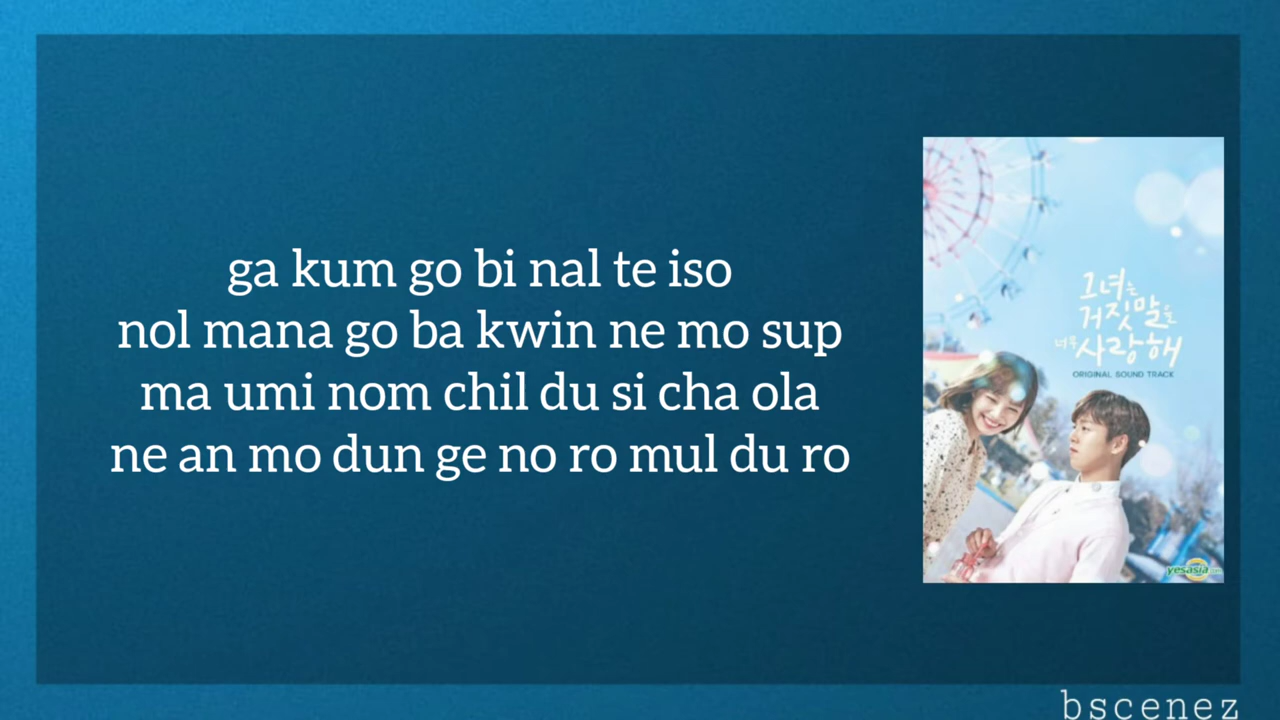 ga kum go bi nal te iso
nol mana go ba kwin ne mo sup
ma umi nom chil du si cha ola
ne an mo dun ge no ro mul du ro
그녀는
거짓말을
너무 사랑해
ORIGINAL SOUND TRACK
yesasia.com
bscenez